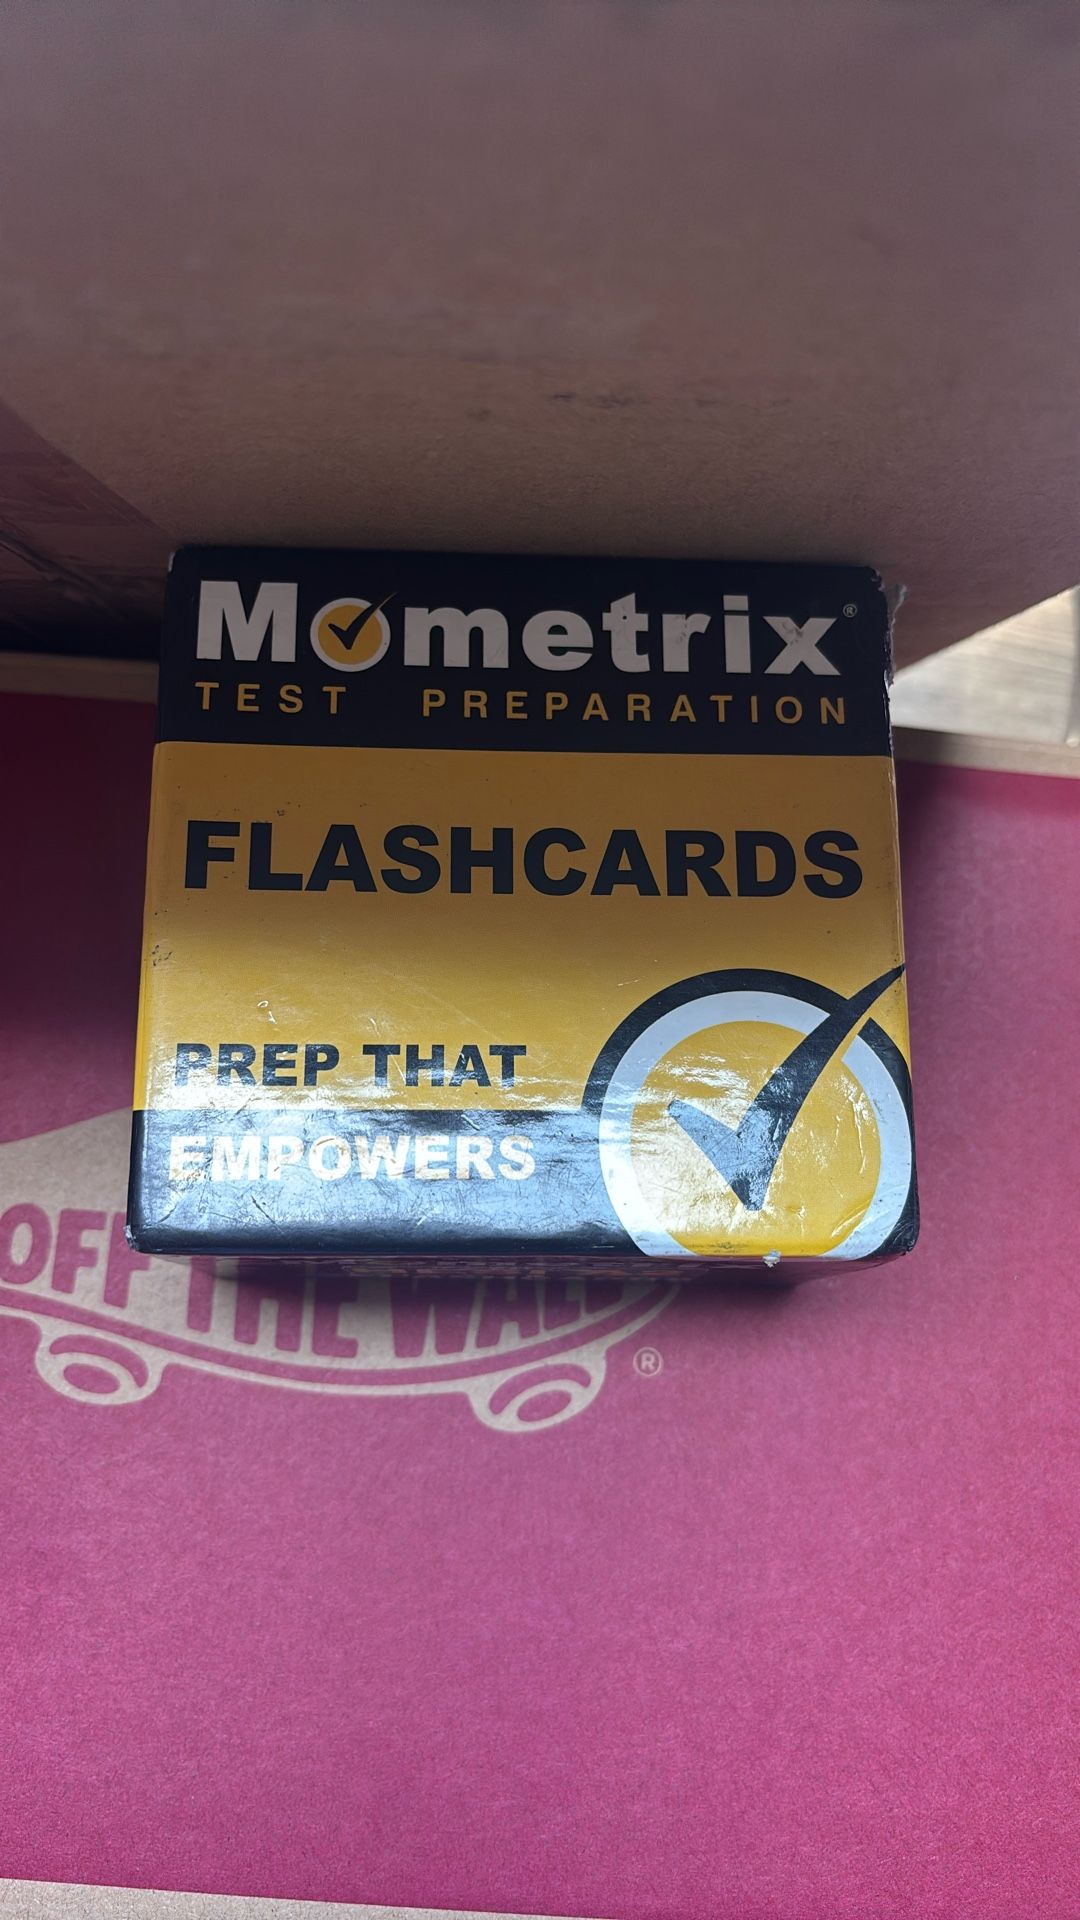 Mometrix®
TEST PREPARATION
FLASHCARDS
PREP THAT
EMPOWERS
OFF THE WALL
®